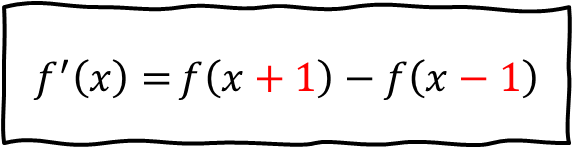 f′(x) = f(x + 1) − f(x − 1)